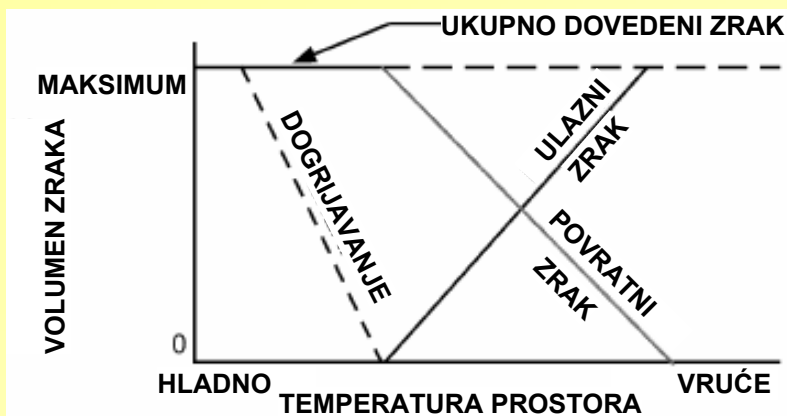 UKUPNO DOVEDENI ZRAK
MAKSIMUM
VOLUMEN ZRAKA
DOGRIJAVANJE
ULAZNI
ZRAK
POVRATNI
ZRAK
0
HLADNO
VRUĆE
TEMPERATURA PROSTORA